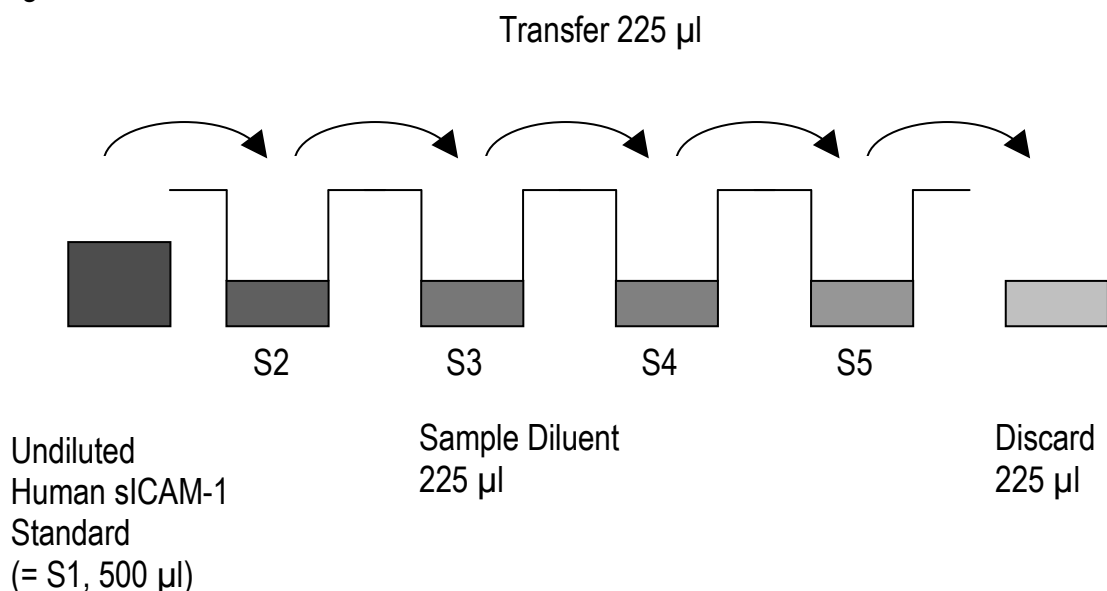 Transfer 225 µl
S2 S3 S4 S5
Undiluted
Human sICAM-1
Standard
(= S1, 500 µl)
Sample Diluent
225 µl
Discard
225 µl